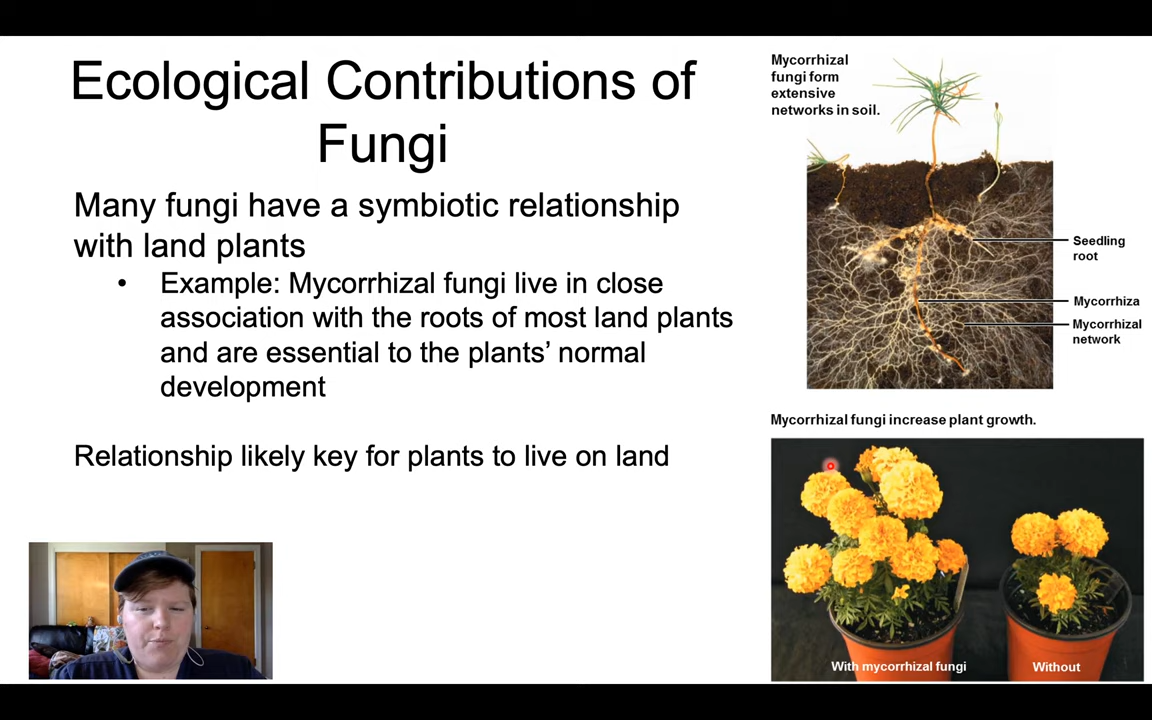 Ecological Contributions of
Fungi
Many fungi have a symbiotic relationship
with land plants
• Example: Mycorrhizal fungi live in close
association with the roots of most land plants
and are essential to the plants’ normal
development
Relationship likely key for plants to live on land
Mycorrhizal
fungi form
extensive
networks in soil.
Seedling
root
Mycorrhiza
Mycorrhizal
network
Mycorrhizal fungi increase plant growth.
With mycorrhizal fungi
Without